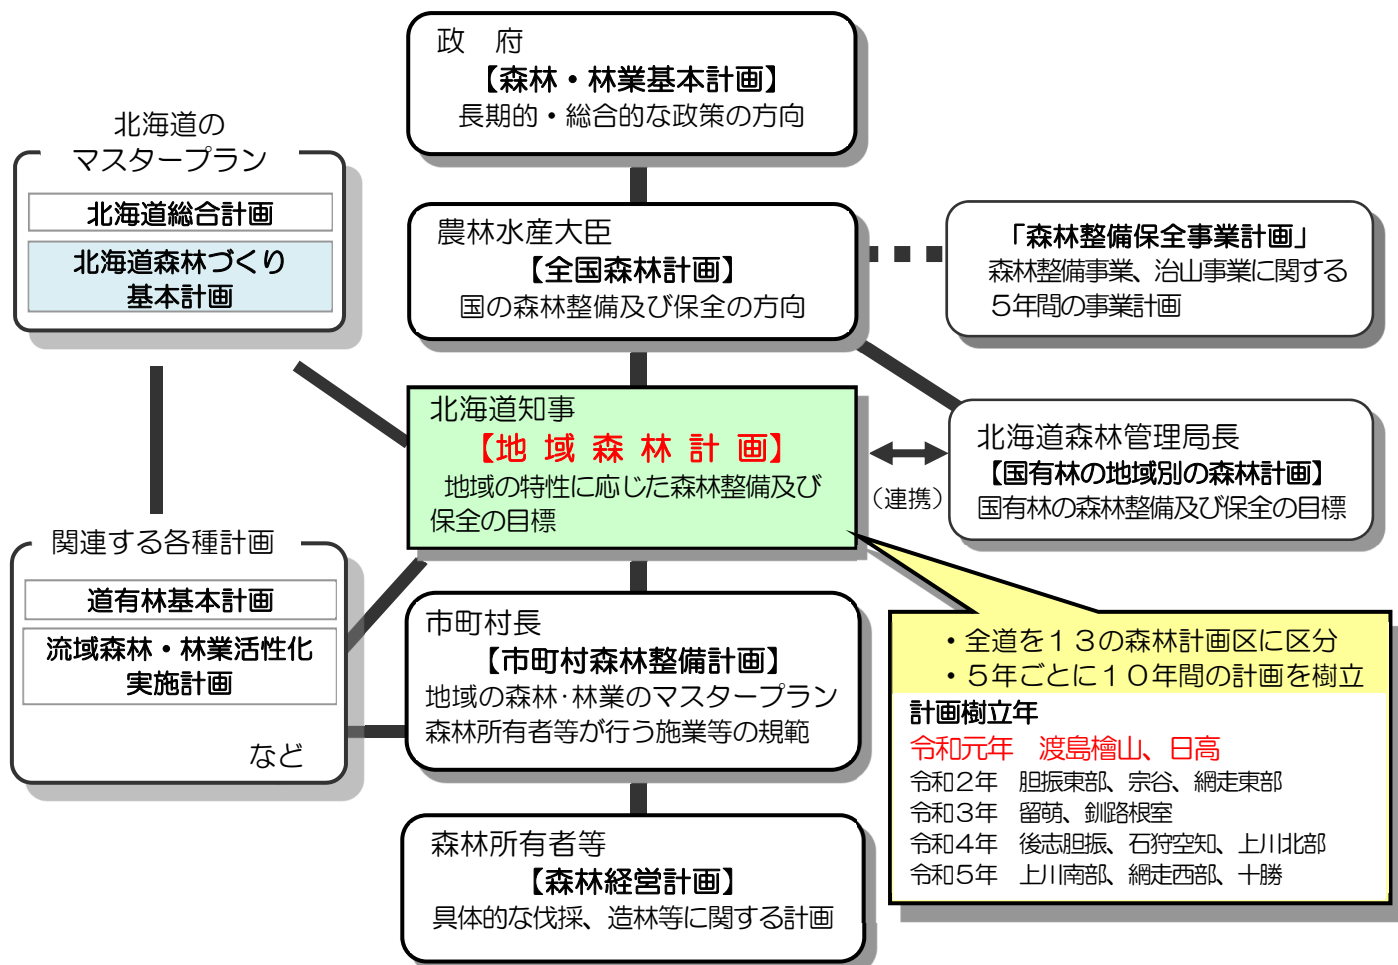 政　府
【森林・林業基本計画】
長期的・総合的な政策の方向
北海道の
マスタープラン
北海道総合計画
北海道森林づくり
基本計画
農林水産大臣
【全国森林計画】
国の森林整備及び保全の方向
「森林整備保全事業計画」
森林整備事業、治山事業に関する
５年間の事業計画
北海道知事
【地 域 森 林 計 画】
地域の特性に応じた森林整備及び
保全の目標
（連携）
北海道森林管理局長
【国有林の地域別の森林計画】
国有林の森林整備及び保全の目標
関連する各種計画
道有林基本計画
流域森林・林業活性化
実施計画
など
市町村長
【市町村森林整備計画】
地域の森林・林業のマスタープラン
森林所有者等が行う施業等の規範
・全道を１３の森林計画区に区分
・５年ごとに１０年間の計画を樹立
計画樹立年
令和元年　渡島檜山、日高
令和２年　胆振東部、宗谷、網走東部
令和３年　留萌、釧路根室
令和４年　後志胆振、石狩空知、上川北部
令和５年　上川南部、網走西部、十勝
森林所有者等
【森林経営計画】
具体的な伐採、造林等に関する計画